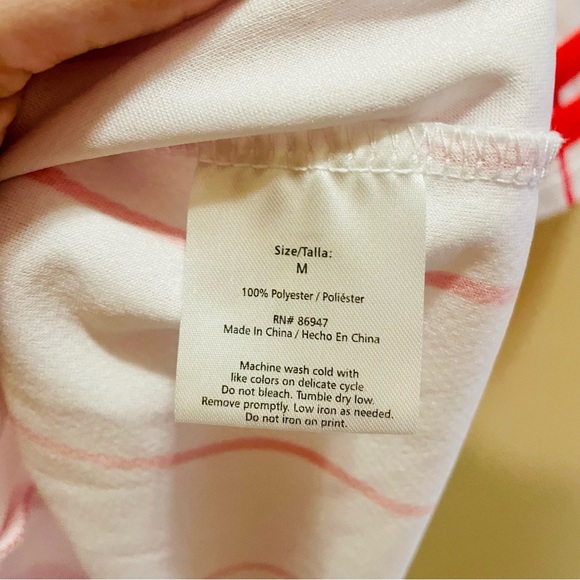 Size/Talla:
M
100% Polyester / Poliéster
RN# 86947
Made In China / Hecho En China
Machine wash cold with
like colors on delicate cycle
Do not bleach. Tumble dry low.
Remove promptly. Low iron as needed.
Do not iron on print.